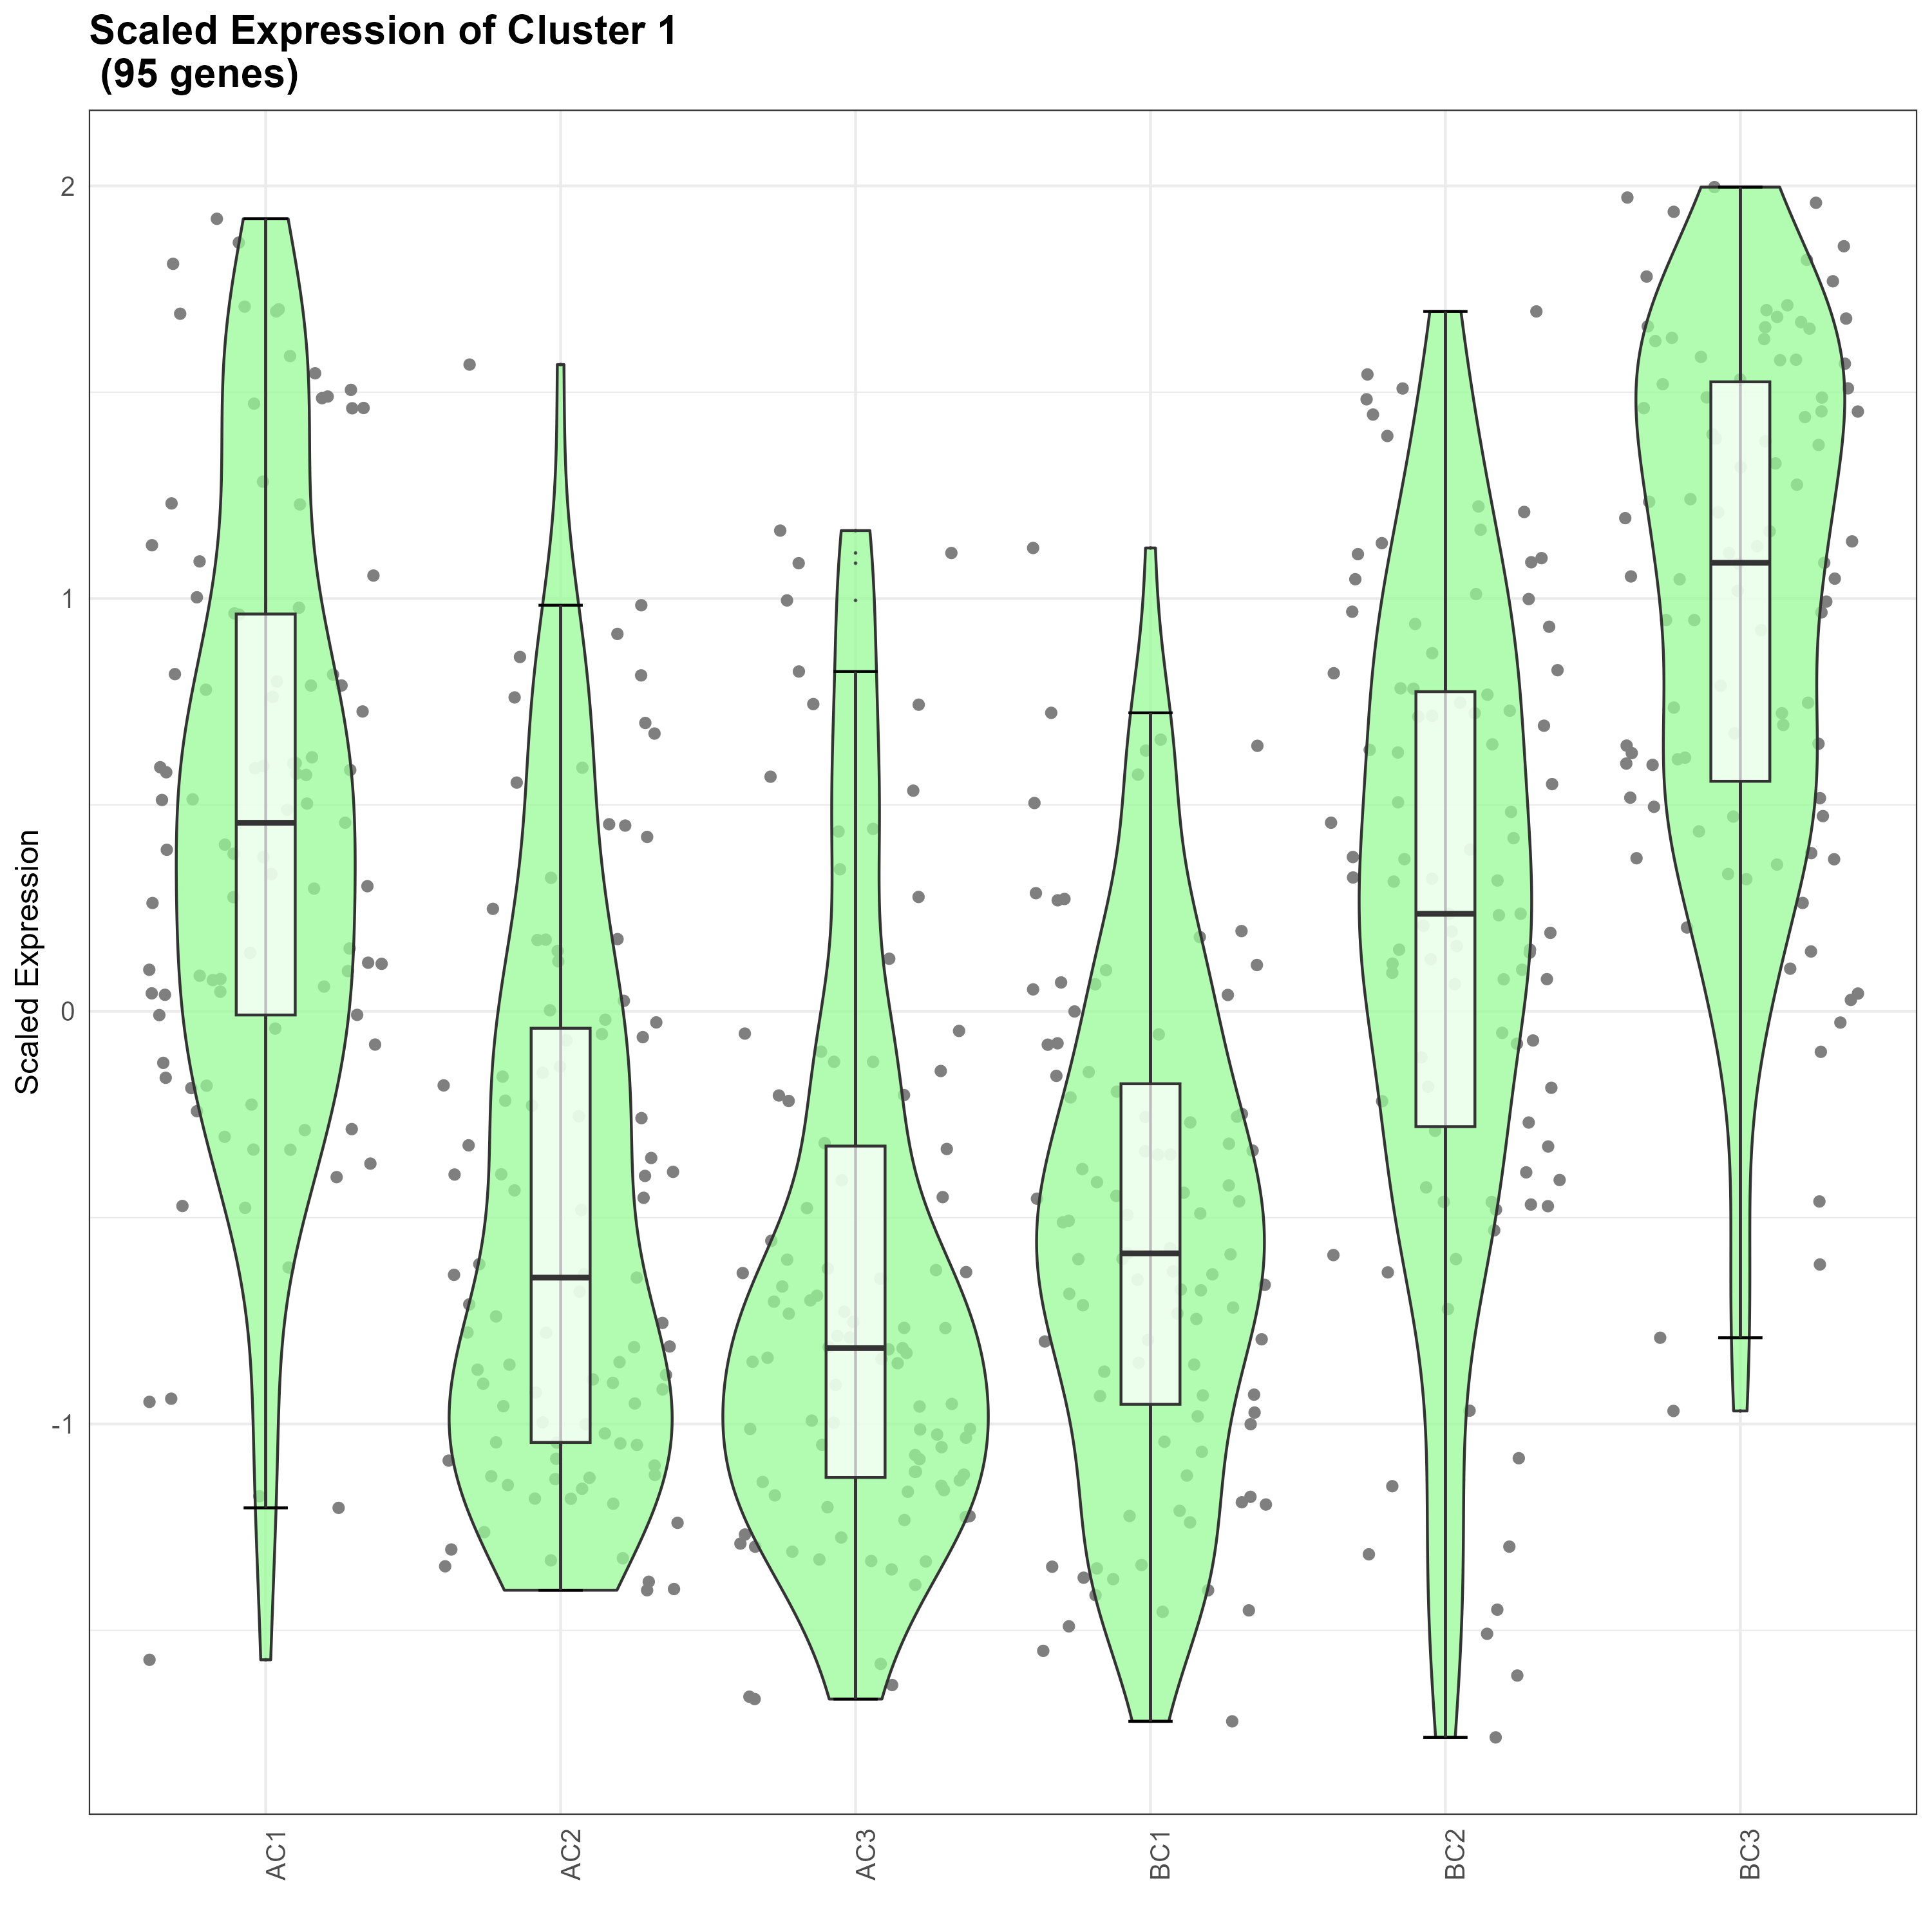 Scaled Expression of Cluster 1
(95 genes)
Scaled Expression
2
1
0
-1
AC1
AC2
AC3
BC1
BC2
BC3